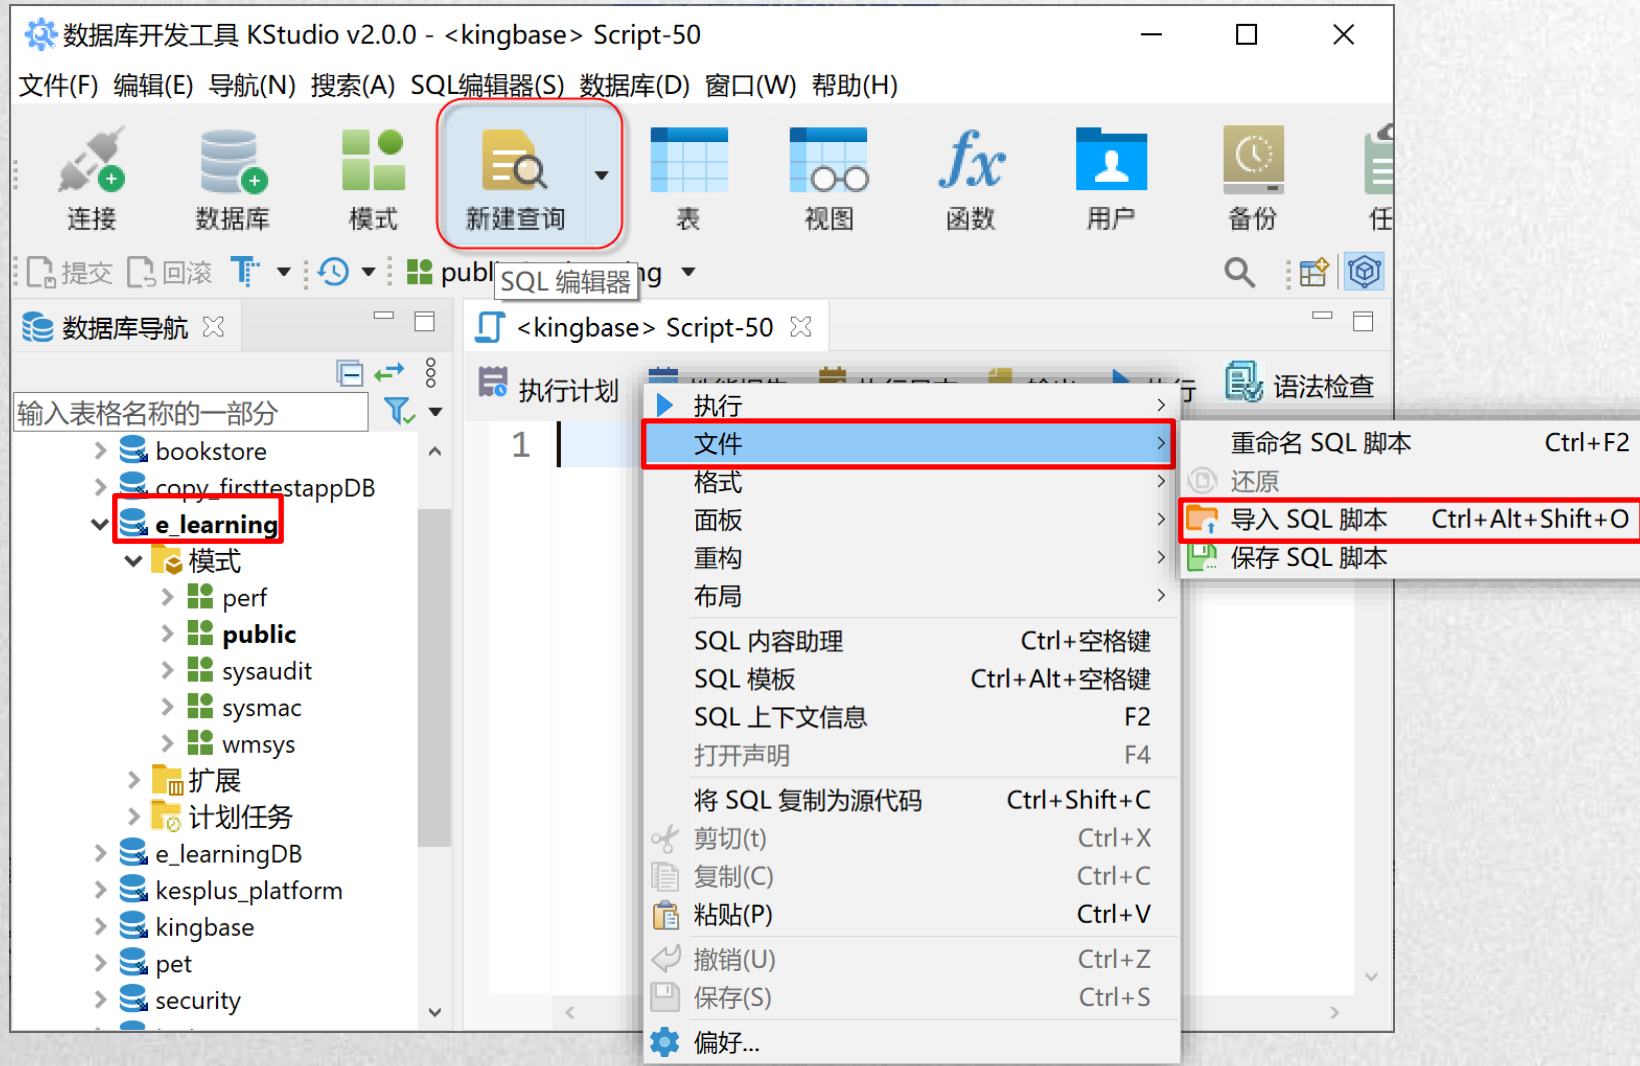 数据库开发工具 KStudio v2.0.0 - <kingbase> Script-50
文件(F) 编辑(E) 导航(N) 搜索(A) SQL编辑器(S) 数据库(D) 窗口(W) 帮助(H)
连接 数据库 模式 新建查询 表 视图 函数 用户 备份 任
提交 回滚 publi ng
SQL 编辑器
数据库导航 <kingbase> Script-50
执行计划 语法检查
输入表格名称的一部分
1
bookstore
copy_firsttestappDB
e_learning
模式
perf
public
sysaudit
sysmac
wmsys
扩展
计划任务
e_learningDB
kesplus_platform
kingbase
pet
security
执行
文件
格式
面板
重构
布局
SQL 内容助理 Ctrl+空格键
SQL 模板 Ctrl+Alt+空格键
SQL 上下文信息 F2
打开声明 F4
将 SQL 复制为源代码 Ctrl+Shift+C
剪切(t) Ctrl+X
复制(C) Ctrl+C
粘贴(P) Ctrl+V
撤销(U) Ctrl+Z
保存(S) Ctrl+S
偏好...
重命名 SQL 脚本 Ctrl+F2
还原
导入 SQL 脚本 Ctrl+Alt+Shift+O
保存 SQL 脚本